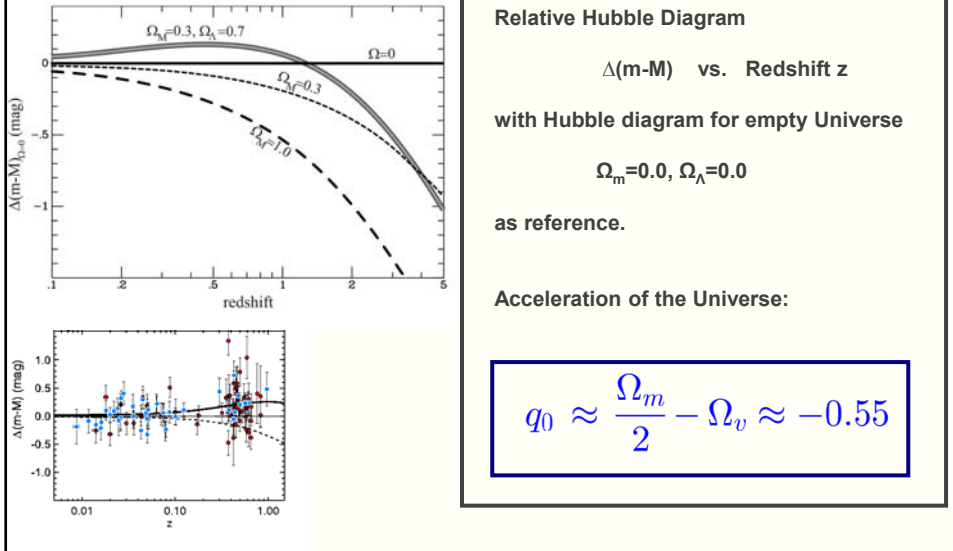 Ω_M=0.3, Ω_Λ=0.7
Ω=0
Ω_M=0.3
Ω_M=1.0
0
-.5
-1
Δ(m-M)_Ω=0 (mag)
.1 .2 .5 1 2 5
redshift
1.0
0.5
0.0
-0.5
-1.0
Δ(m-M) (mag)
0.01 0.10 1.00
z
Relative Hubble Diagram
Δ(m-M) vs. Redshift z
with Hubble diagram for empty Universe
Ω_m=0.0, Ω_Λ=0.0
as reference.
Acceleration of the Universe:
q_0 ≈ Ω_m/2 − Ω_v ≈ −0.55